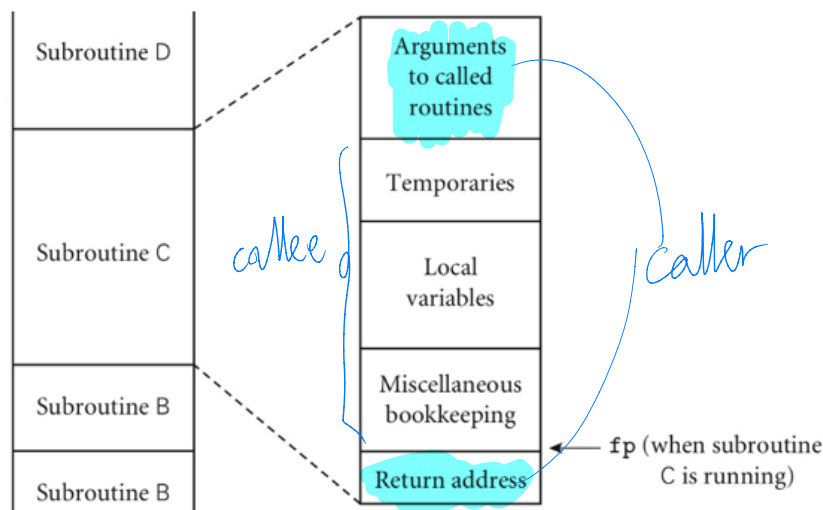 Subroutine D
Subroutine C
Subroutine B
Subroutine B
Arguments
to called
routines
Temporaries
Local
variables
Miscellaneous
bookkeeping
Return address
callee
caller
fp (when subroutine
C is running)